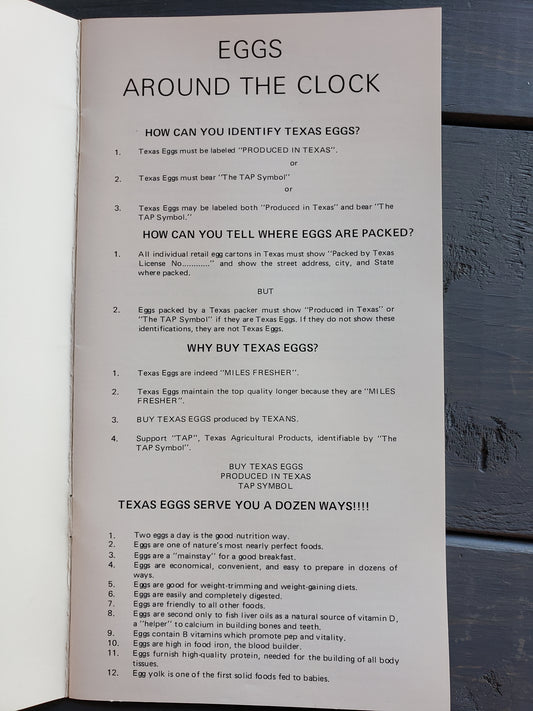 EGGS
AROUND THE CLOCK
HOW CAN YOU IDENTIFY TEXAS EGGS?
1. Texas Eggs must be labeled "PRODUCED IN TEXAS".
or
2. Texas Eggs must bear "The TAP Symbol"
or
3. Texas Eggs may be labeled both "Produced in Texas" and bear "The
TAP Symbol."
HOW CAN YOU TELL WHERE EGGS ARE PACKED?
1. All individual retail egg cartons in Texas must show "Packed by Texas
License No............" and show the street address, city, and State
where packed.
BUT
2. Eggs packed by a Texas packer must show "Produced in Texas" or
"The TAP Symbol" if they are Texas Eggs. If they do not show these
identifications, they are not Texas Eggs.
WHY BUY TEXAS EGGS?
1. Texas Eggs are indeed "MILES FRESHER".
2. Texas Eggs maintain the top quality longer because they are "MILES
FRESHER".
3. BUY TEXAS EGGS produced by TEXANS.
4. Support "TAP", Texas Agricultural Products, identifiable by "The
TAP Symbol".
BUY TEXAS EGGS
PRODUCED IN TEXAS
TAP SYMBOL
TEXAS EGGS SERVE YOU A DOZEN WAYS!!!!
1. Two eggs a day is the good nutrition way.
2. Eggs are one of nature's most nearly perfect foods.
3. Eggs are a "mainstay" for a good breakfast.
4. Eggs are economical, convenient, and easy to prepare in dozens of
ways.
5. Eggs are good for weight-trimming and weight-gaining diets.
6. Eggs are easily and completely digested.
7. Eggs are friendly to all other foods.
8. Eggs are second only to fish liver oils as a natural source of vitamin D,
a "helper" to calcium in building bones and teeth.
9. Eggs contain B vitamins which promote pep and vitality.
10. Eggs are high in food iron, the blood builder.
11. Eggs furnish high-quality protein, needed for the building of all body
tissues.
12. Egg yolk is one of the first solid foods fed to babies.